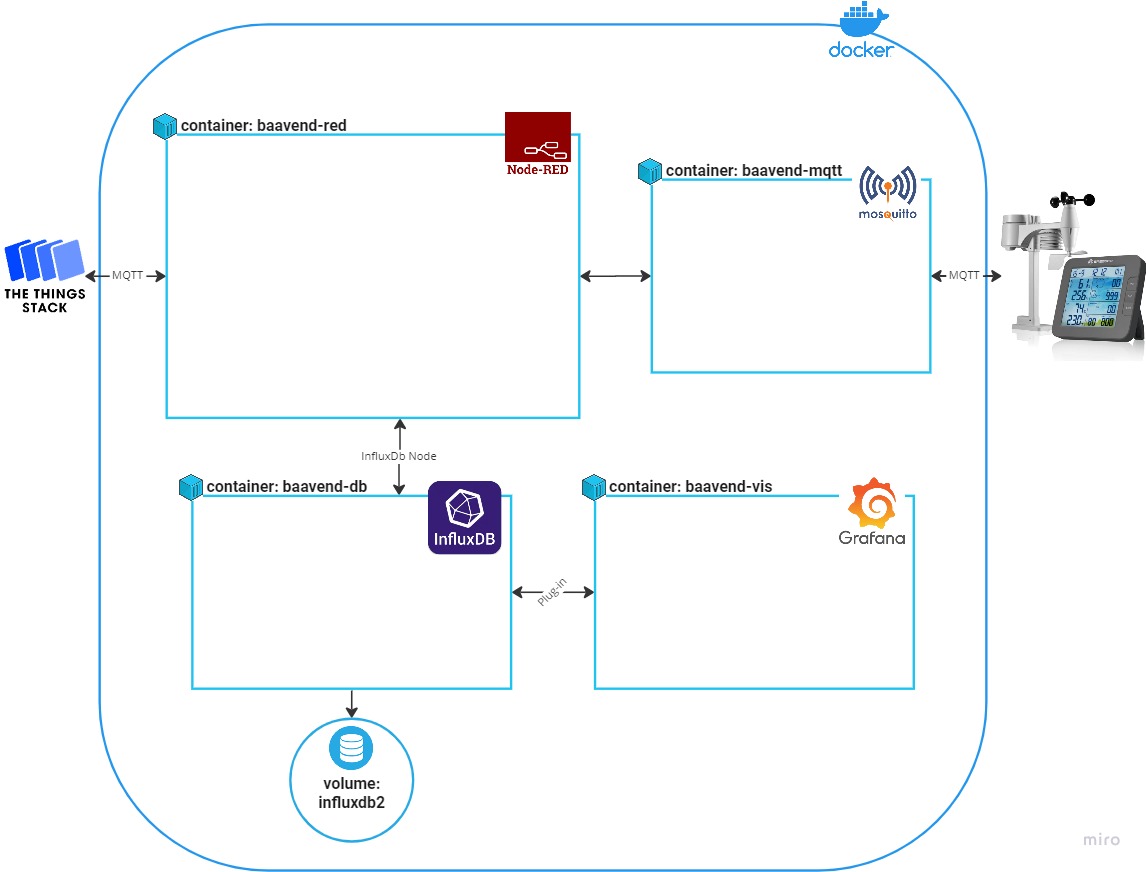 docker
container: baavend-red
Node-RED
container: baavend-mqtt
mosquitto
THE THINGS
STACK
MQTT
MQTT
InfluxDb Node
container: baavend-db
InfluxDB
container: baavend-vis
Grafana
Plug-in
volume:
influxdb2
miro